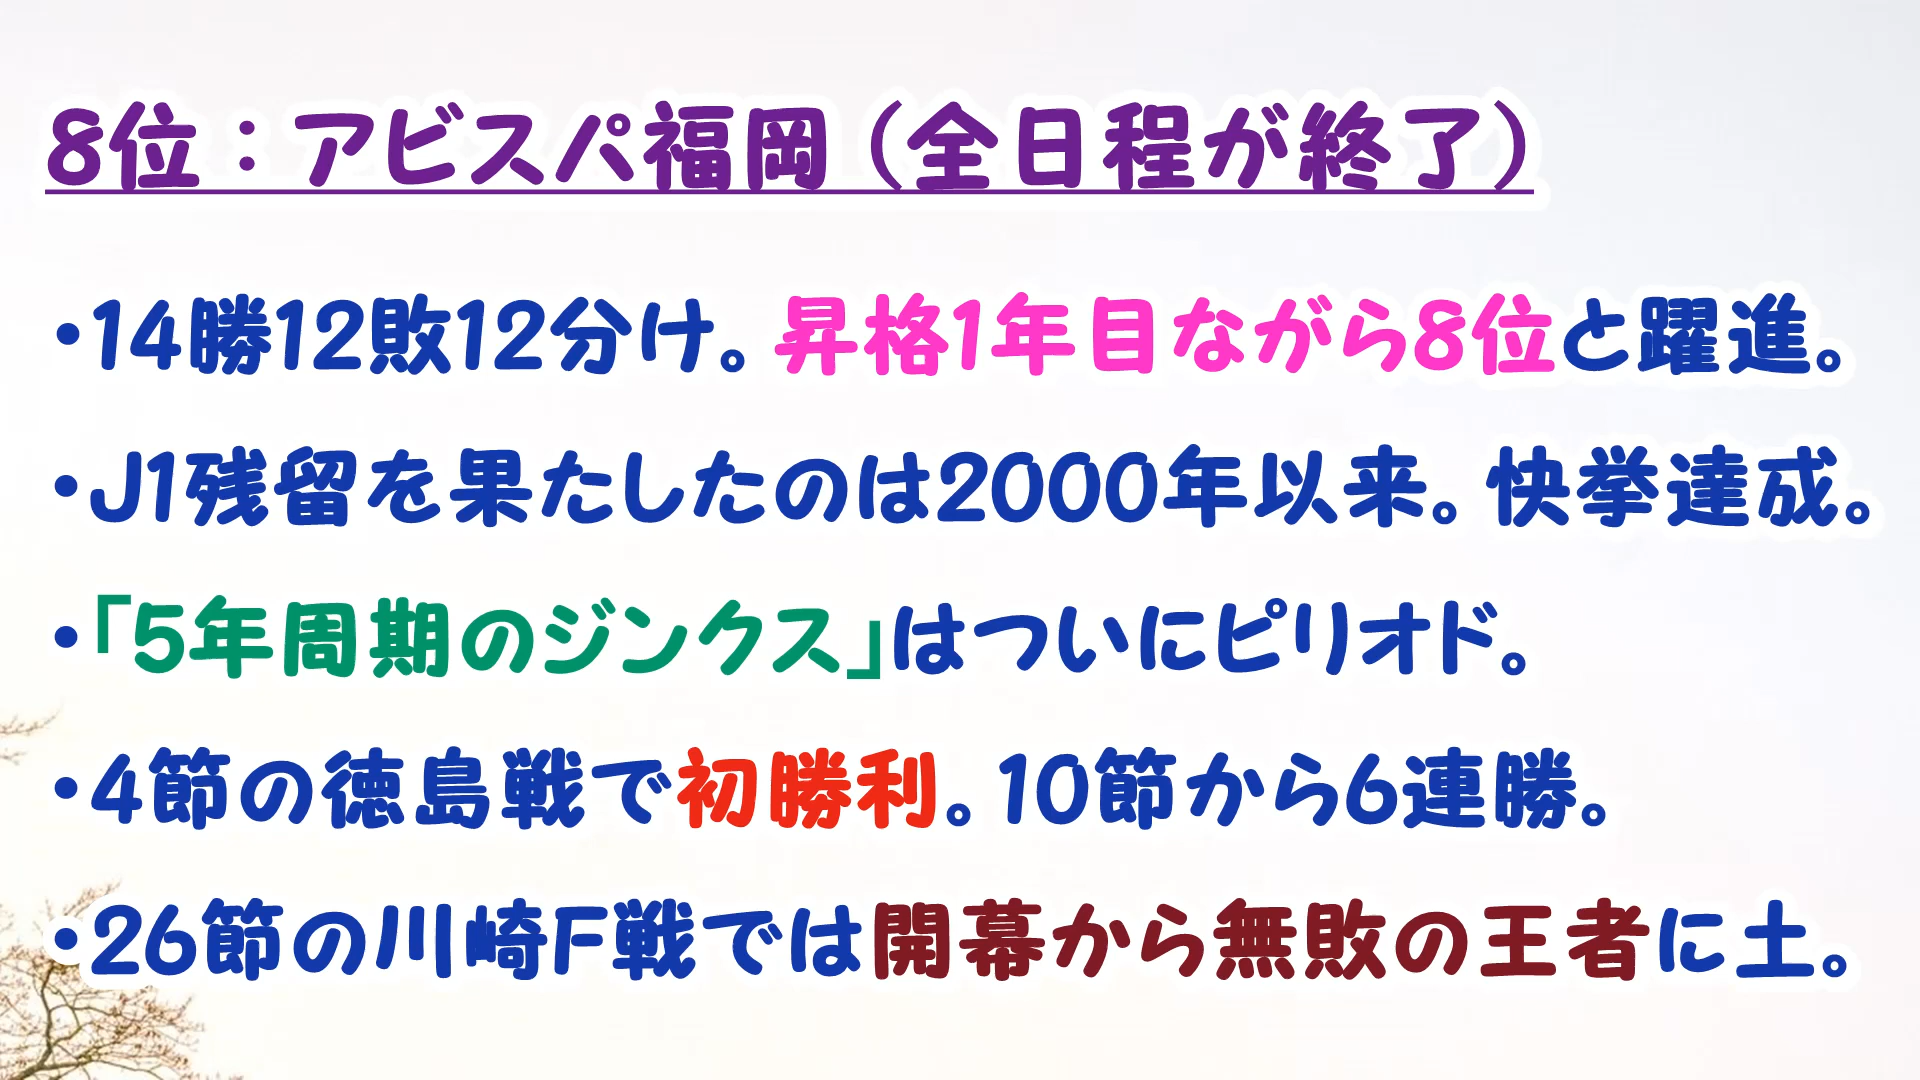 8位：アビスパ福岡（全日程が終了）
・14勝12敗12分け。昇格1年目ながら8位と躍進。
・J1残留を果たしたのは2000年以来。快挙達成。
・「5年周期のジンクス」はついにピリオド。
・4節の徳島戦で初勝利。10節から6連勝。
・26節の川崎F戦では開幕から無敗の王者に土。